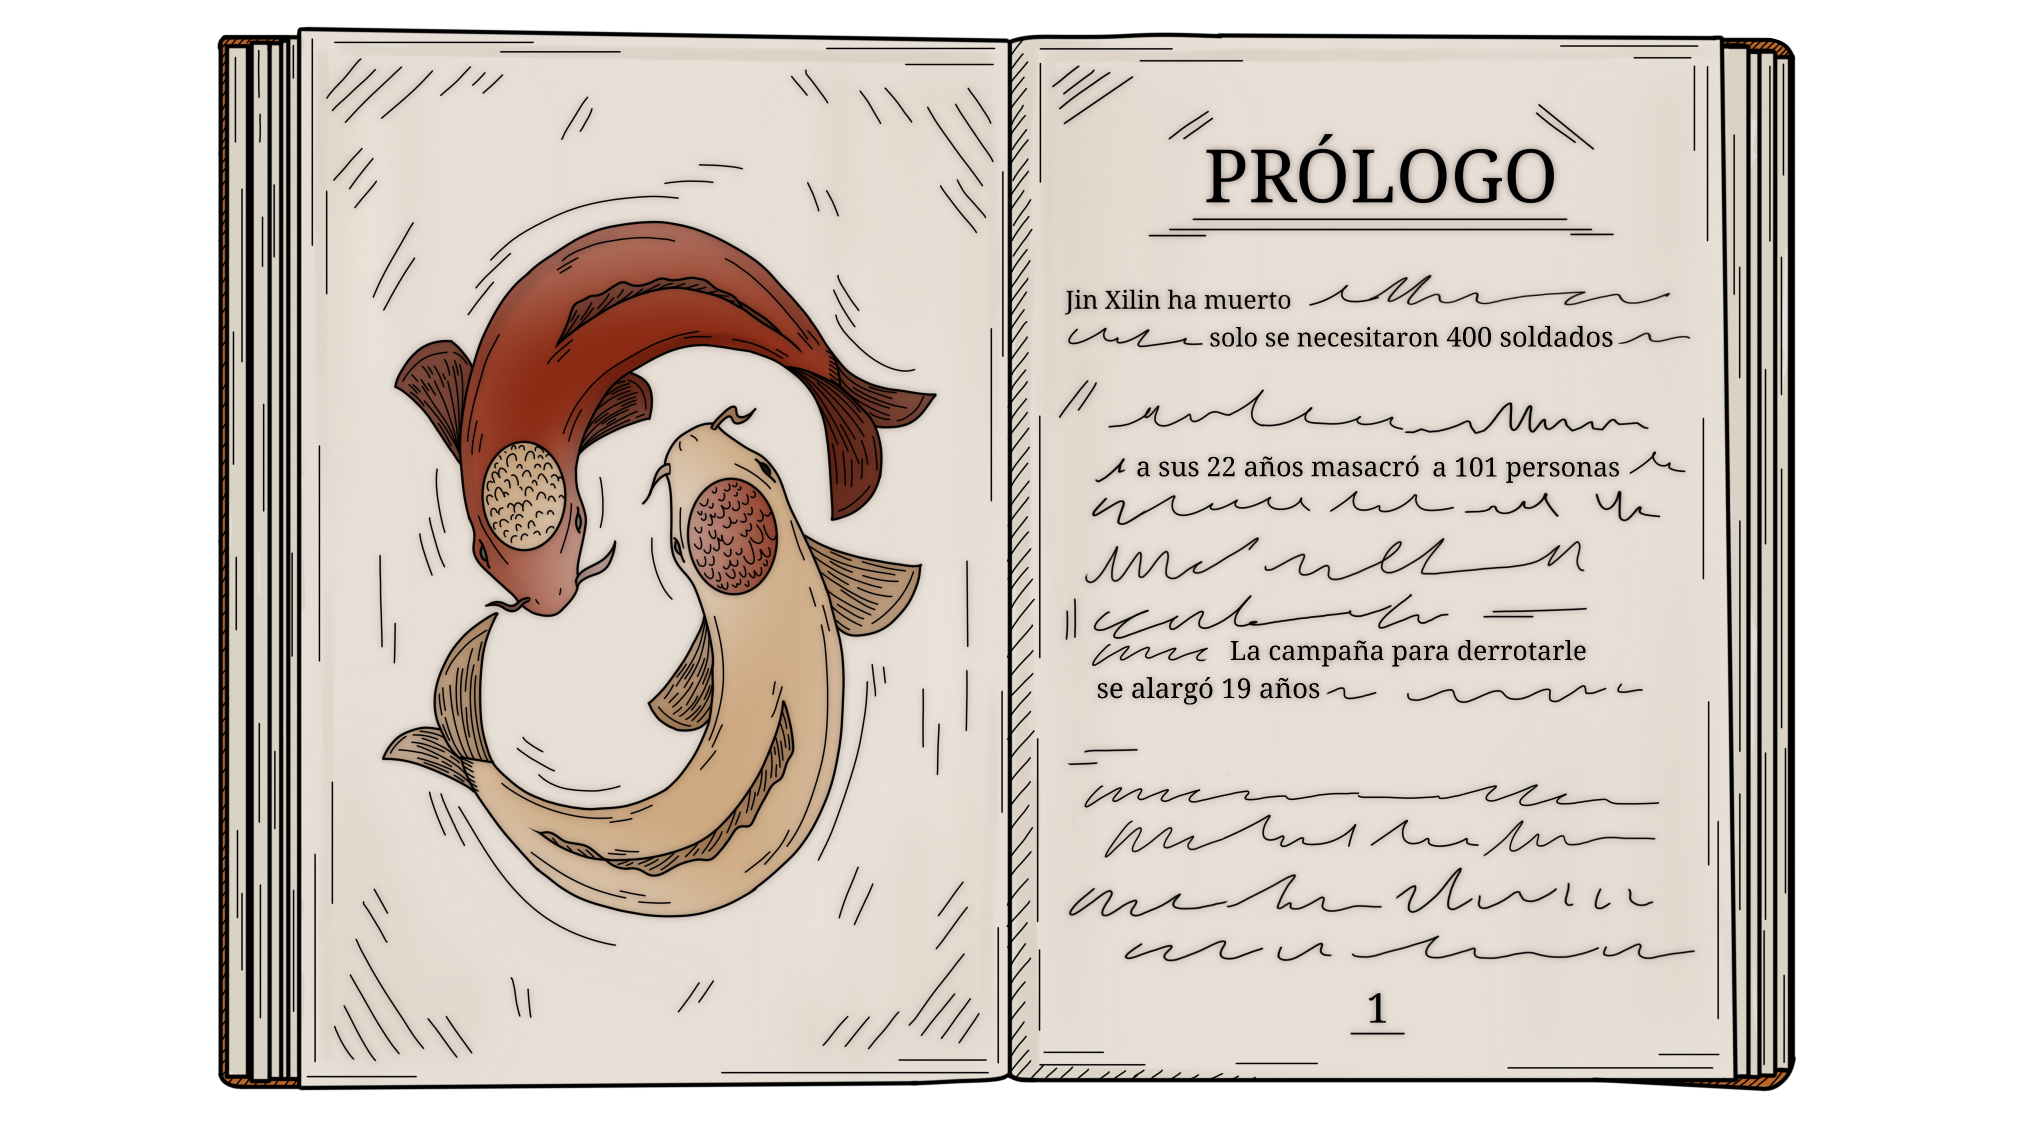 PRÓLOGO
Jin Xilin ha muerto
solo se necesitaron 400 soldados
a sus 22 años masacró a 101 personas
La campaña para derrotarle
se alargó 19 años
1